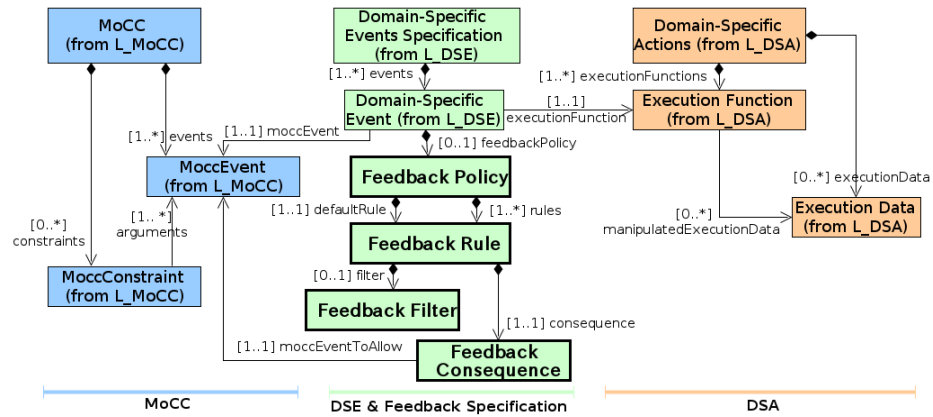 MoCC
(from L_MoCC)
Domain-Specific
Events Specification
(from L_DSE)
Domain-Specific
Actions (from L_DSA)
[1..*] events
[1..*] executionFunctions
Domain-Specific
Event (from L_DSE)
[1..1]
executionFunction
Execution Function
(from L_DSA)
[1..*] events
[1..1] moccEvent
[0..1] feedbackPolicy
MoccEvent
(from L_MoCC)
Feedback Policy
[0..*] executionData
[0..*]
constraints
[1..*]
arguments
[1..1] defaultRule
[1..*] rules
[0..*]
manipulatedExecutionData
Execution Data
(from L_DSA)
Feedback Rule
MoccConstraint
(from L_MoCC)
[0..1] filter
Feedback Filter
[1..1] consequence
[1..1] moccEventToAllow
Feedback
Consequence
MoCC
DSE & Feedback Specification
DSA